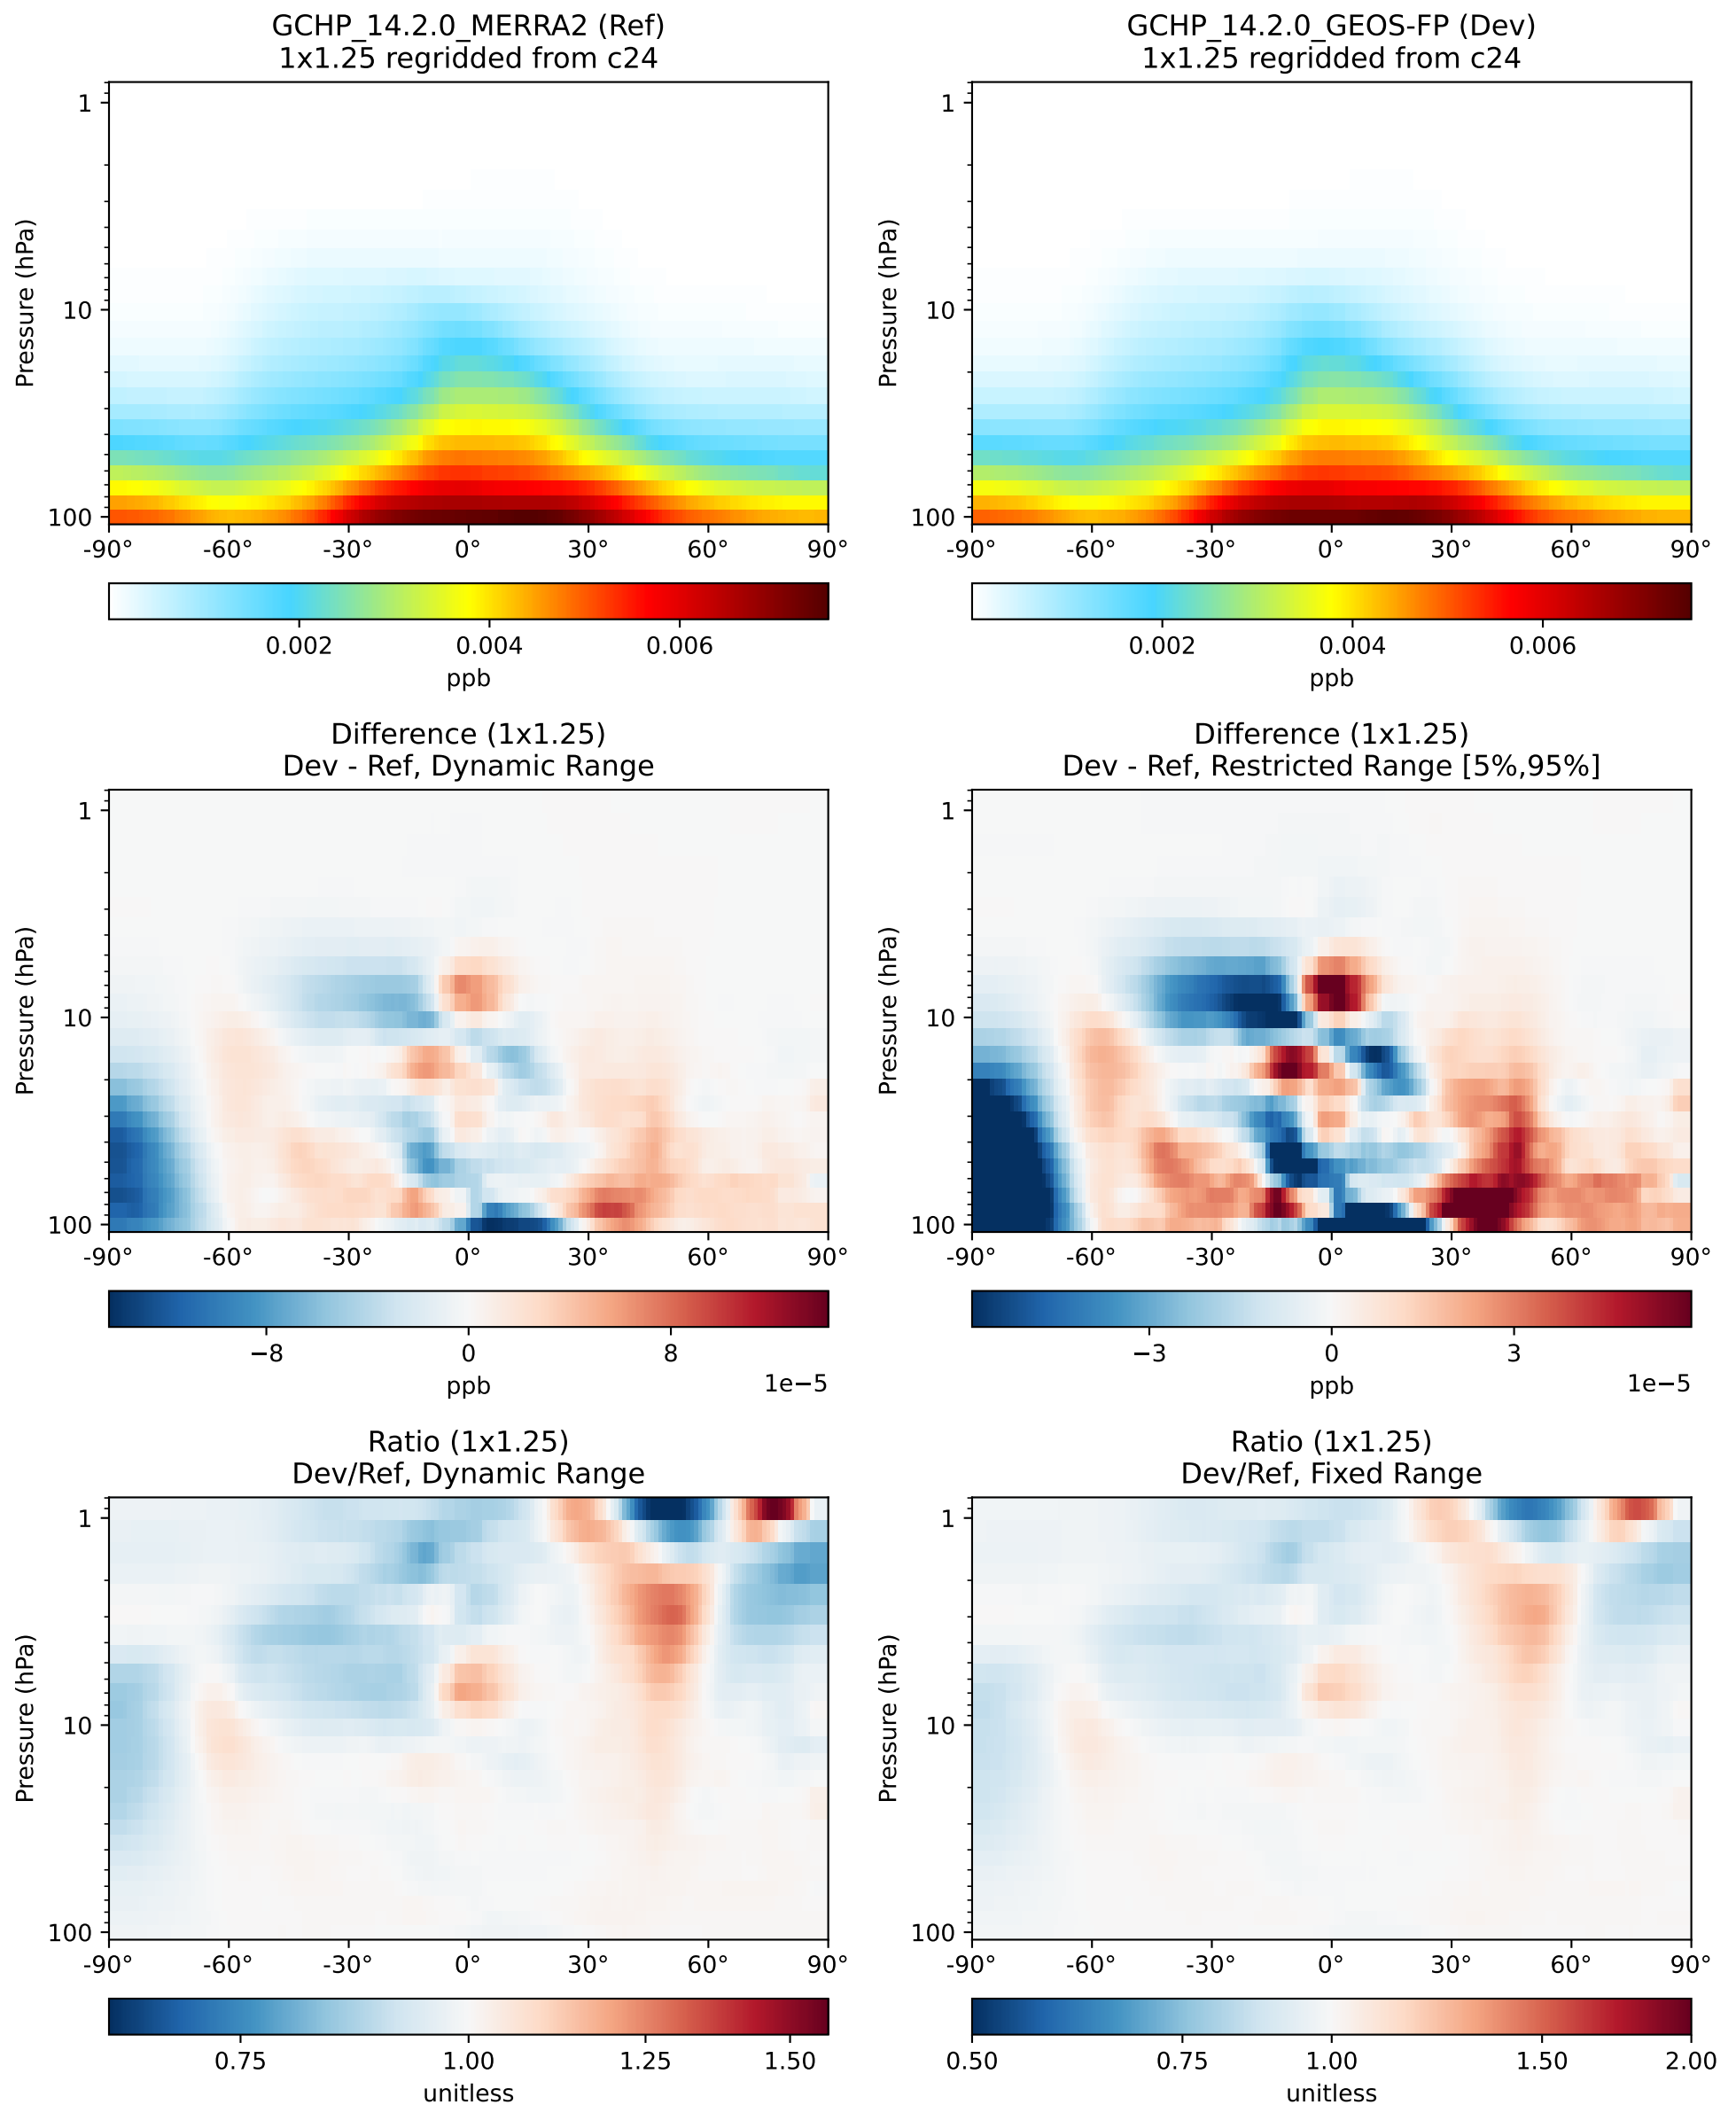 GCHP_14.2.0_MERRA2 (Ref)
1x1.25 regridded from c24
Pressure (hPa)
1
10
100
-90° -60° -30° 0° 30° 60° 90°
0.002 0.004 0.006
ppb
GCHP_14.2.0_GEOS-FP (Dev)
1x1.25 regridded from c24
Pressure (hPa)
1
10
100
-90° -60° -30° 0° 30° 60° 90°
0.002 0.004 0.006
ppb
Difference (1x1.25)
Dev - Ref, Dynamic Range
Pressure (hPa)
1
10
100
-90° -60° -30° 0° 30° 60° 90°
−8 0 8
ppb 1e−5
Difference (1x1.25)
Dev - Ref, Restricted Range [5%,95%]
Pressure (hPa)
1
10
100
-90° -60° -30° 0° 30° 60° 90°
−3 0 3
ppb 1e−5
Ratio (1x1.25)
Dev/Ref, Dynamic Range
Pressure (hPa)
1
10
100
-90° -60° -30° 0° 30° 60° 90°
0.75 1.00 1.25 1.50
unitless
Ratio (1x1.25)
Dev/Ref, Fixed Range
Pressure (hPa)
1
10
100
-90° -60° -30° 0° 30° 60° 90°
0.50 0.75 1.00 1.50 2.00
unitless